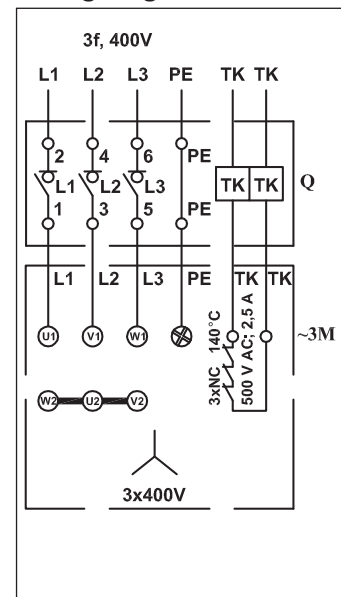 3f, 400V
L1 L2 L3 PE TK TK
2 4 6 PE
L1 L2 L3 TK TK Q
1 3 5 PE
L1 L2 L3 PE TK TK
U1 V1 W1 ~3M
3xNC 140°C
500 V AC; 2,5 A
W2 U2 V2
3x400V